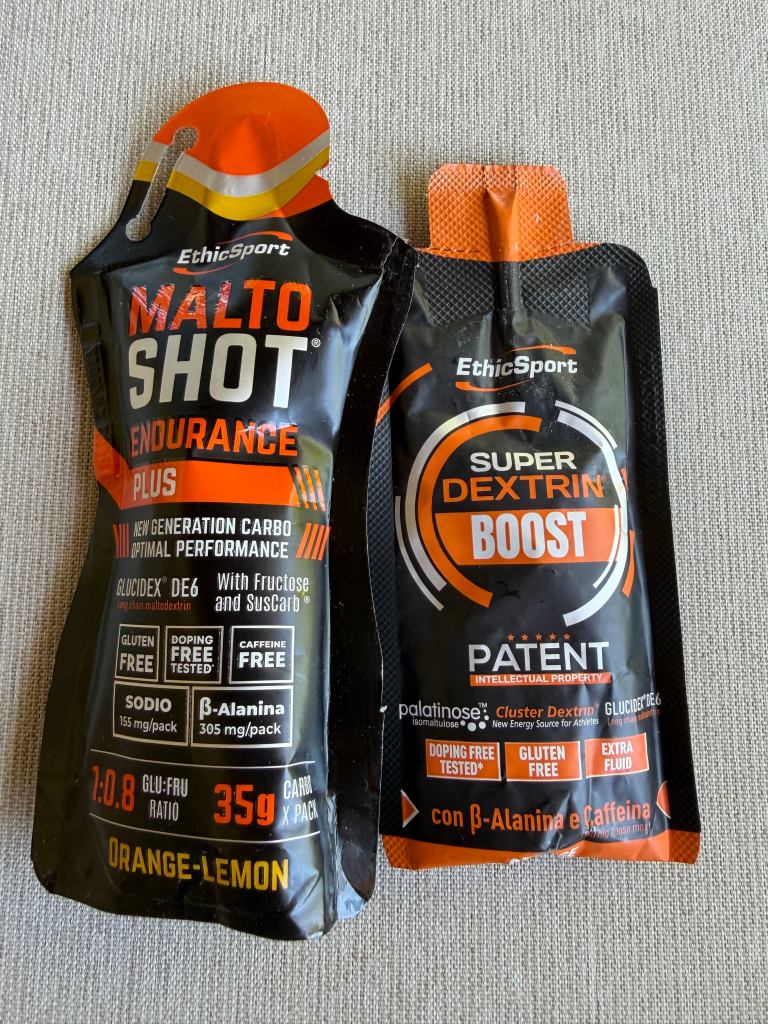 EthicSport
MALTO
SHOT®
ENDURANCE
PLUS
NEW GENERATION CARBO
OPTIMAL PERFORMANCE
GLUCIDEX® DE6
Long chain maltodextrin
With Fructose
and SusCarb®
GLUTEN
FREE
DOPING
FREE
TESTED*
CAFFEINE
FREE
SODIO
155 mg/pack
β-Alanina
305 mg/pack
1:0.8
GLU:FRU
RATIO
35g
CARBO
X PACK
ORANGE-LEMON
EthicSport
SUPER
DEXTRIN
BOOST
PATENT
INTELLECTUAL PROPERTY
palatinose™
isomaltulose
Cluster Dextrin®
New Energy Source for Athletes
GLUCIDEX® DE6
Long chain
DOPING FREE
TESTED*
GLUTEN
FREE
EXTRA
FLUID
con β-Alanina e Caffeina